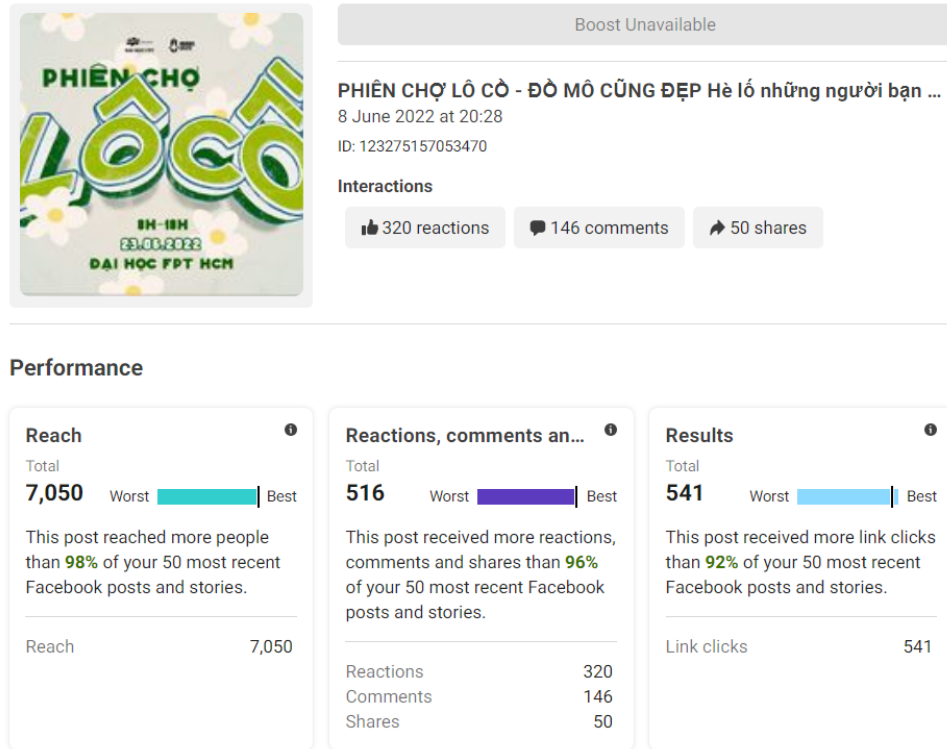 PHIÊN CHỢ
LÔ CỒ
8H-18H
23.06.2022
ĐẠI HỌC FPT HCM
Boost Unavailable
PHIÊN CHỢ LÔ CỒ - ĐỒ MÔ CŨNG ĐẸP Hè lố những người bạn ...
8 June 2022 at 20:28
ID: 123275157053470
Interactions
320 reactions
146 comments
50 shares
Performance
Reach
Total
7,050
Worst
Best
This post reached more people
than 98% of your 50 most recent
Facebook posts and stories.
Reach 7,050
Reactions, comments an...
Total
516
Worst
Best
This post received more reactions,
comments and shares than 96%
of your 50 most recent Facebook
posts and stories.
Reactions 320
Comments 146
Shares 50
Results
Total
541
Worst
Best
This post received more link clicks
than 92% of your 50 most recent
Facebook posts and stories.
Link clicks 541